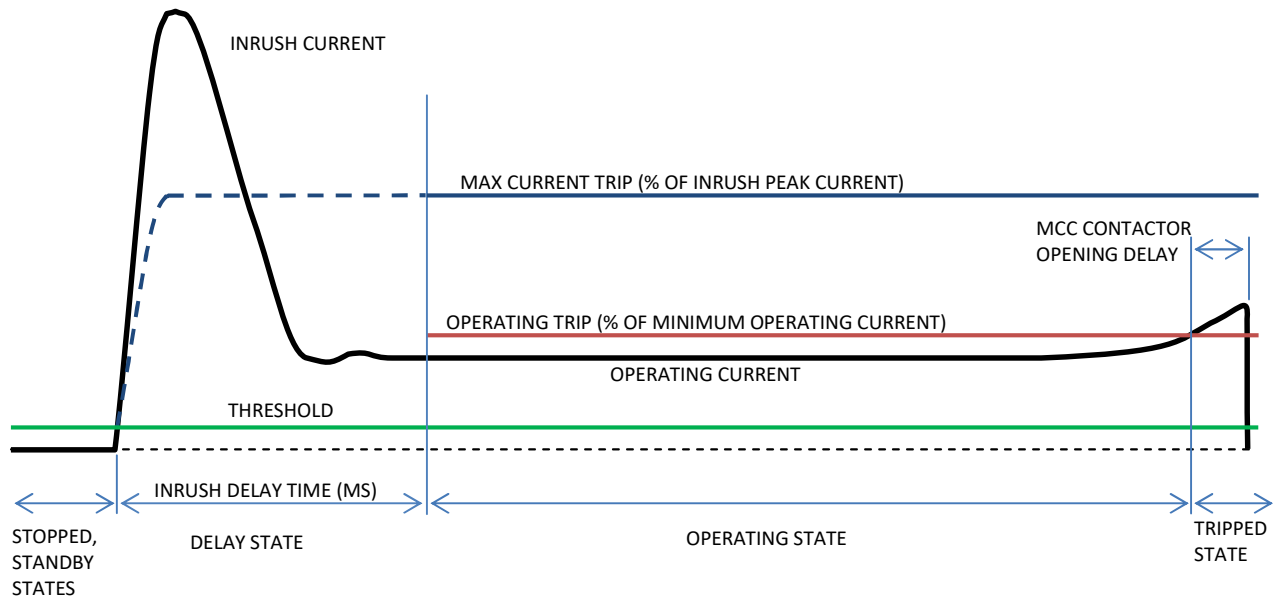 INRUSH CURRENT
MAX CURRENT TRIP (% OF INRUSH PEAK CURRENT)
MCC CONTACTOR
OPENING DELAY
OPERATING TRIP (% OF MINIMUM OPERATING CURRENT)
OPERATING CURRENT
THRESHOLD
INRUSH DELAY TIME (MS)
STOPPED,
STANDBY
STATES
DELAY STATE
OPERATING STATE
TRIPPED
STATE